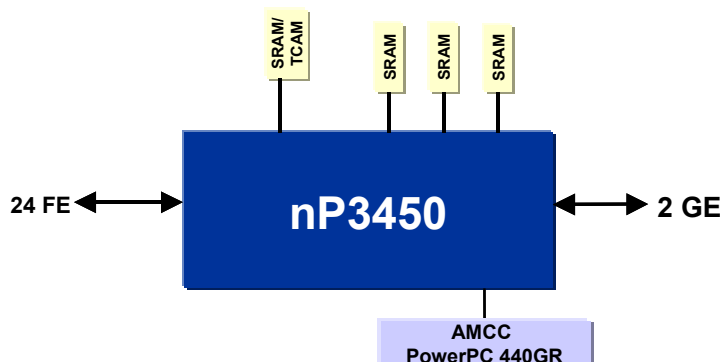 SRAM/
TCAM
SRAM
SRAM
SRAM
24 FE
nP3450
2 GE
AMCC
PowerPC 440GR